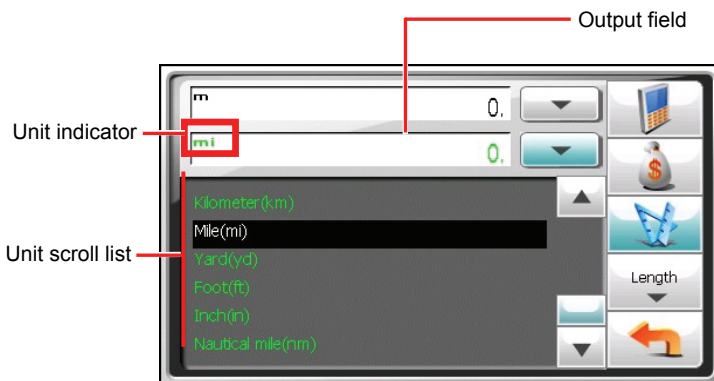 Output field
m
0.
Unit indicator
mi
0.
Kilometer(km)
Mile(mi)
Unit scroll list
Yard(yd)
Length
Foot(ft)
Inch(in)
Nautical mile(nm)